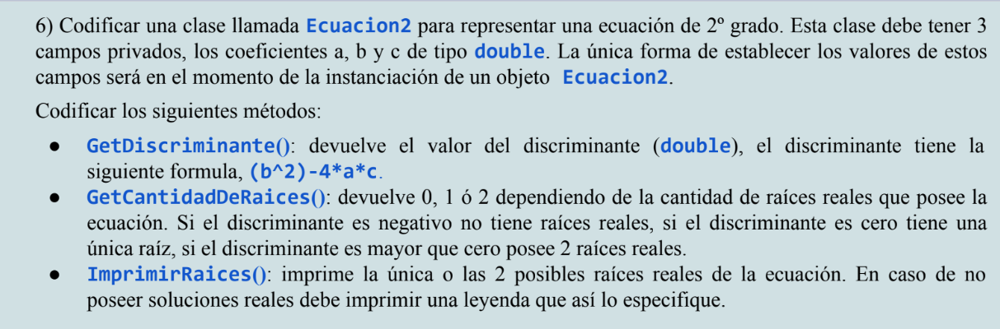 6) Codificar una clase llamada Ecuacion2 para representar una ecuación de 2º grado. Esta clase debe tener 3
campos privados, los coeficientes a, b y c de tipo double. La única forma de establecer los valores de estos
campos será en el momento de la instanciación de un objeto Ecuacion2.
Codificar los siguientes métodos:
● GetDiscriminante(): devuelve el valor del discriminante (double), el discriminante tiene la
siguiente formula, (b^2)-4*a*c.
● GetCantidadDeRaices(): devuelve 0, 1 ó 2 dependiendo de la cantidad de raíces reales que posee la
ecuación. Si el discriminante es negativo no tiene raíces reales, si el discriminante es cero tiene una
única raíz, si el discriminante es mayor que cero posee 2 raíces reales.
● ImprimirRaices(): imprime la única o las 2 posibles raíces reales de la ecuación. En caso de no
poseer soluciones reales debe imprimir una leyenda que así lo especifique.